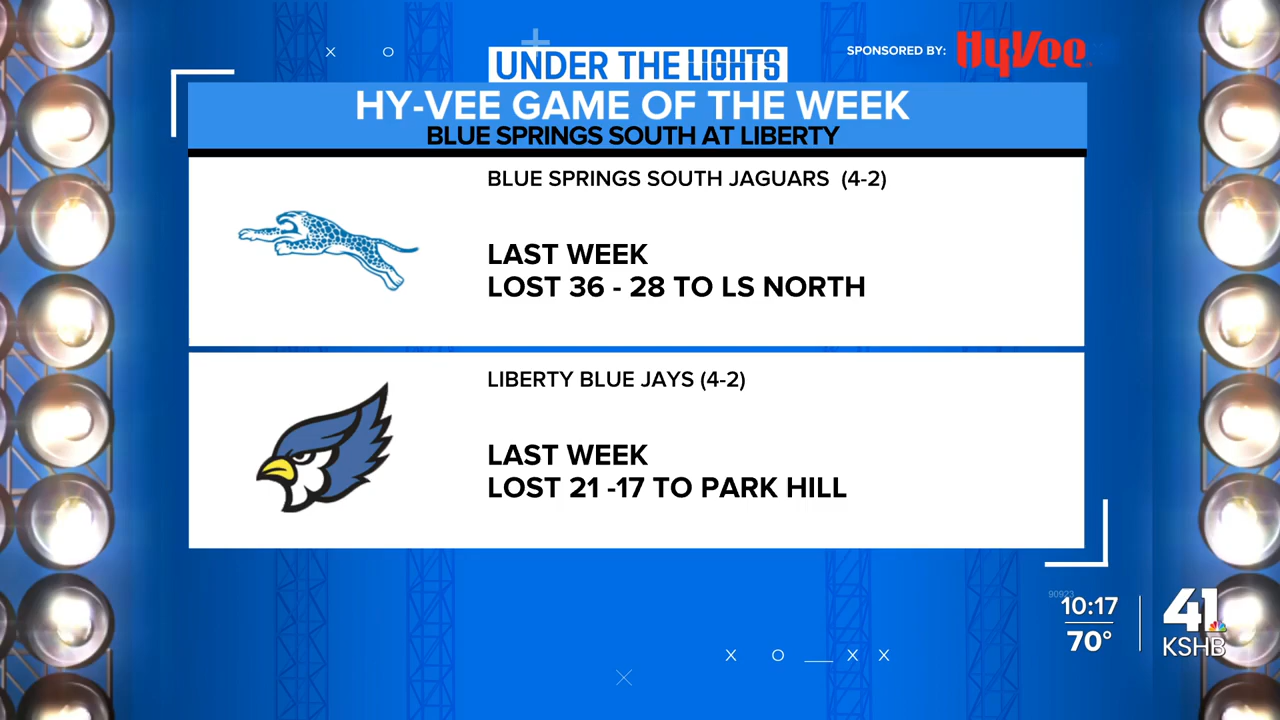 UNDER THE LIGHTS
SPONSORED BY: HyVee
HY-VEE GAME OF THE WEEK
BLUE SPRINGS SOUTH AT LIBERTY
BLUE SPRINGS SOUTH JAGUARS (4-2)
LAST WEEK
LOST 36 - 28 TO LS NORTH
LIBERTY BLUE JAYS (4-2)
LAST WEEK
LOST 21 -17 TO PARK HILL
90923
10:17
70°
41
KSHB